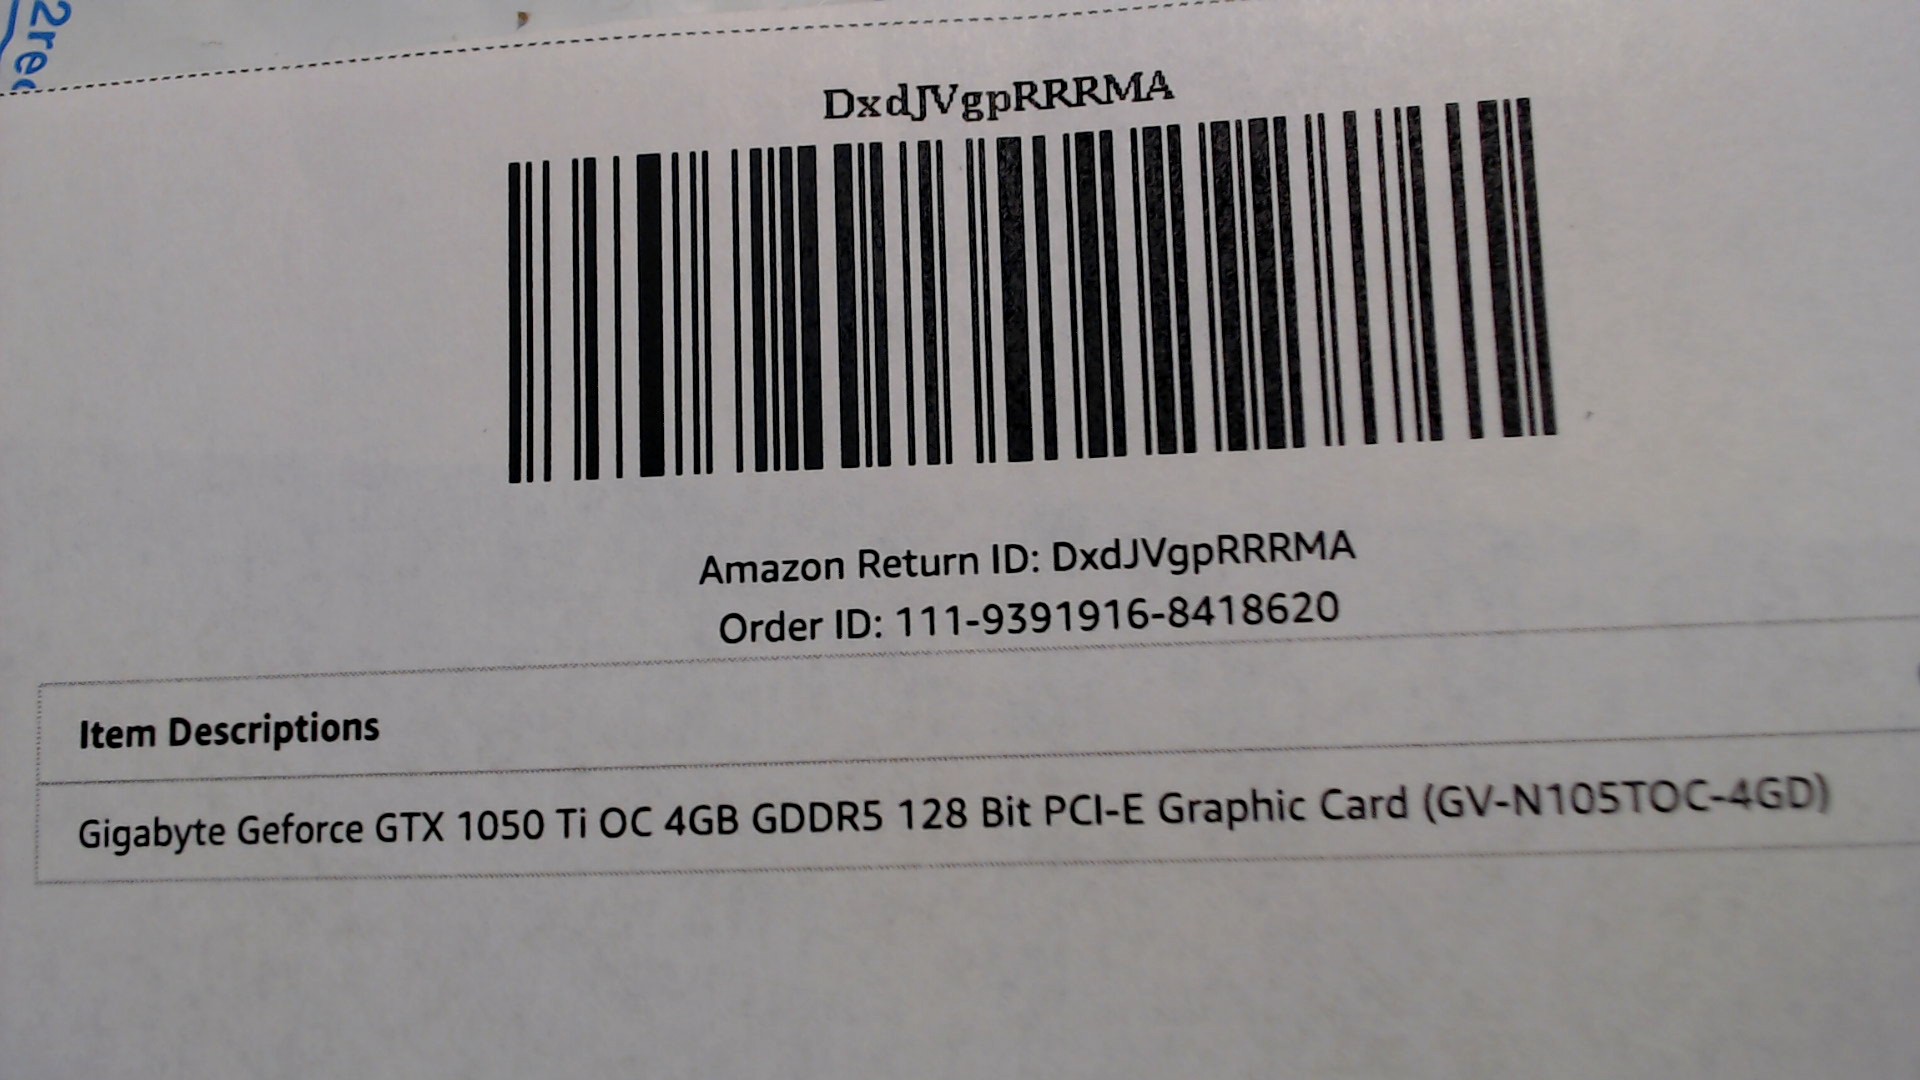 DxdJVgpRRRMA
Amazon Return ID: DxdJVgpRRRMA
Order ID: 111-9391916-8418620
Item Descriptions
Gigabyte Geforce GTX 1050 Ti OC 4GB GDDR5 128 Bit PCI-E Graphic Card (GV-N105TOC-4GD)